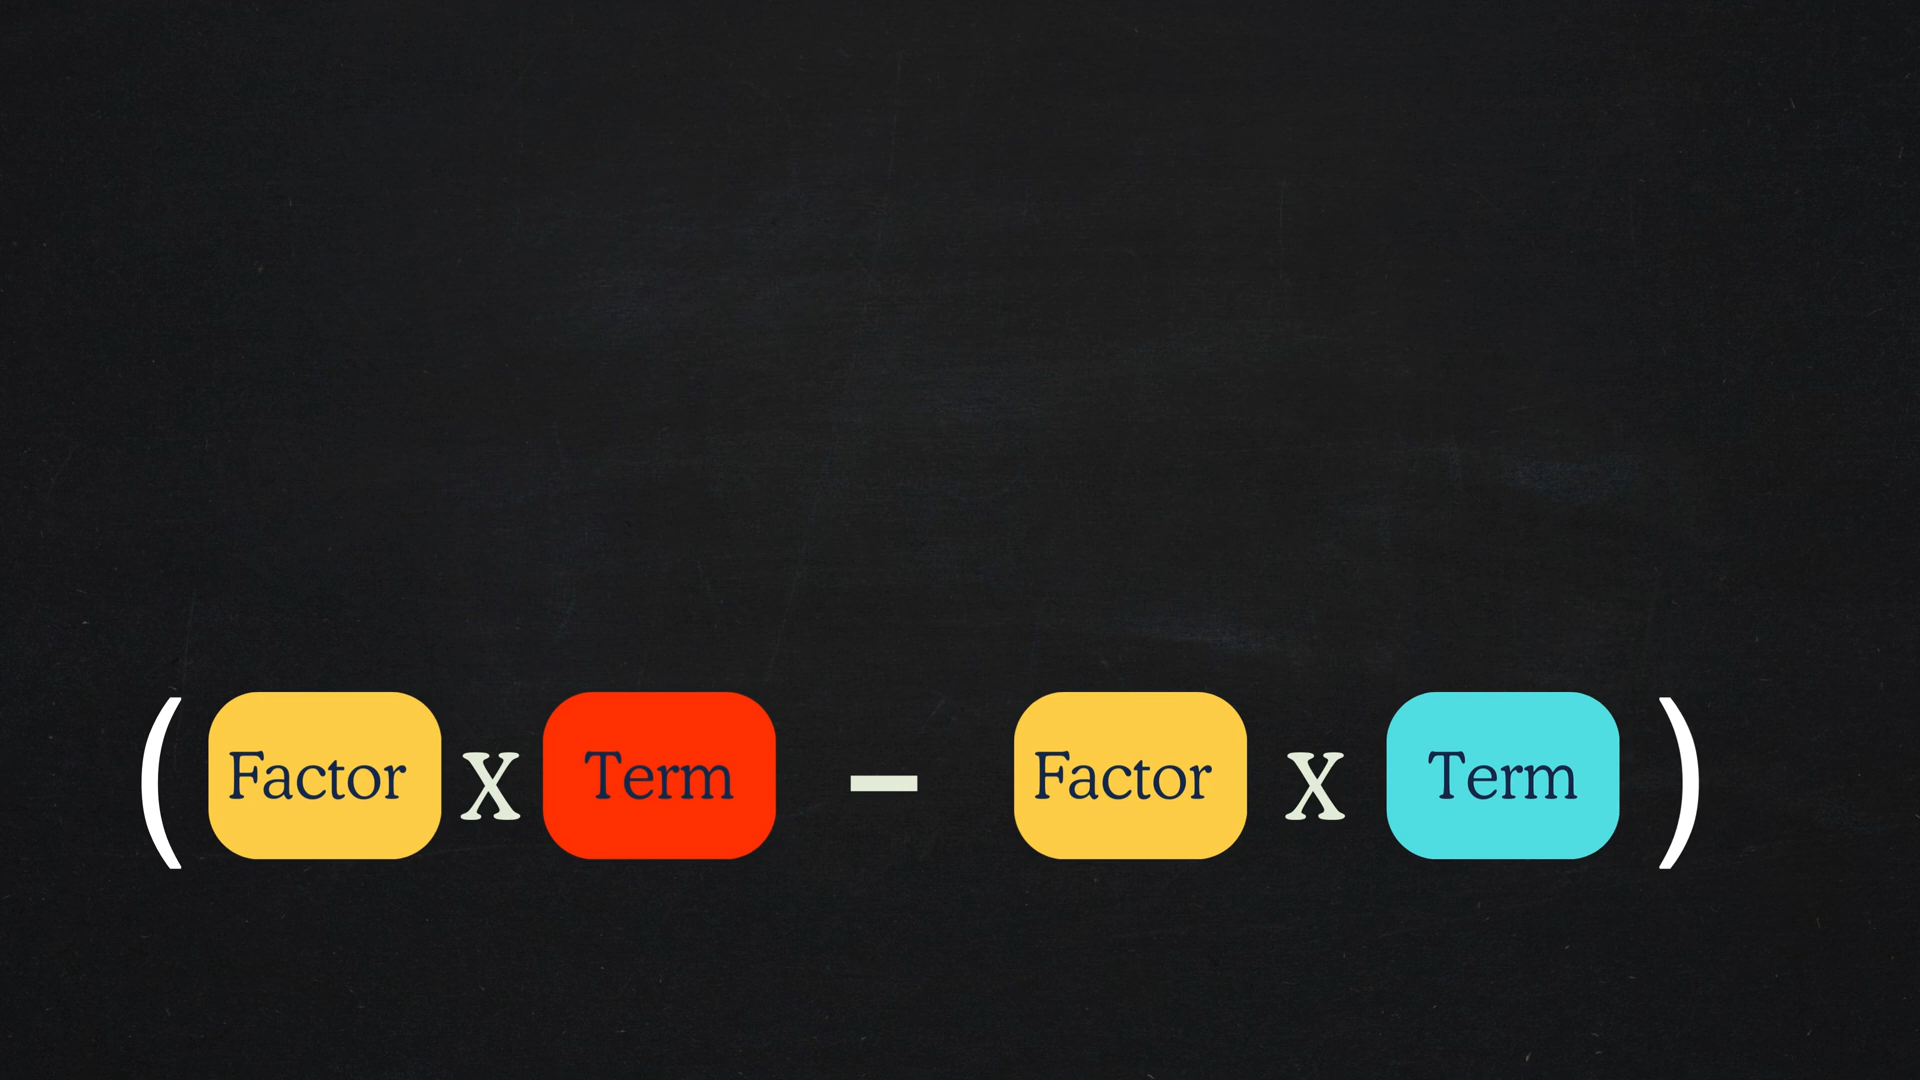 ( Factor x Term – Factor x Term )